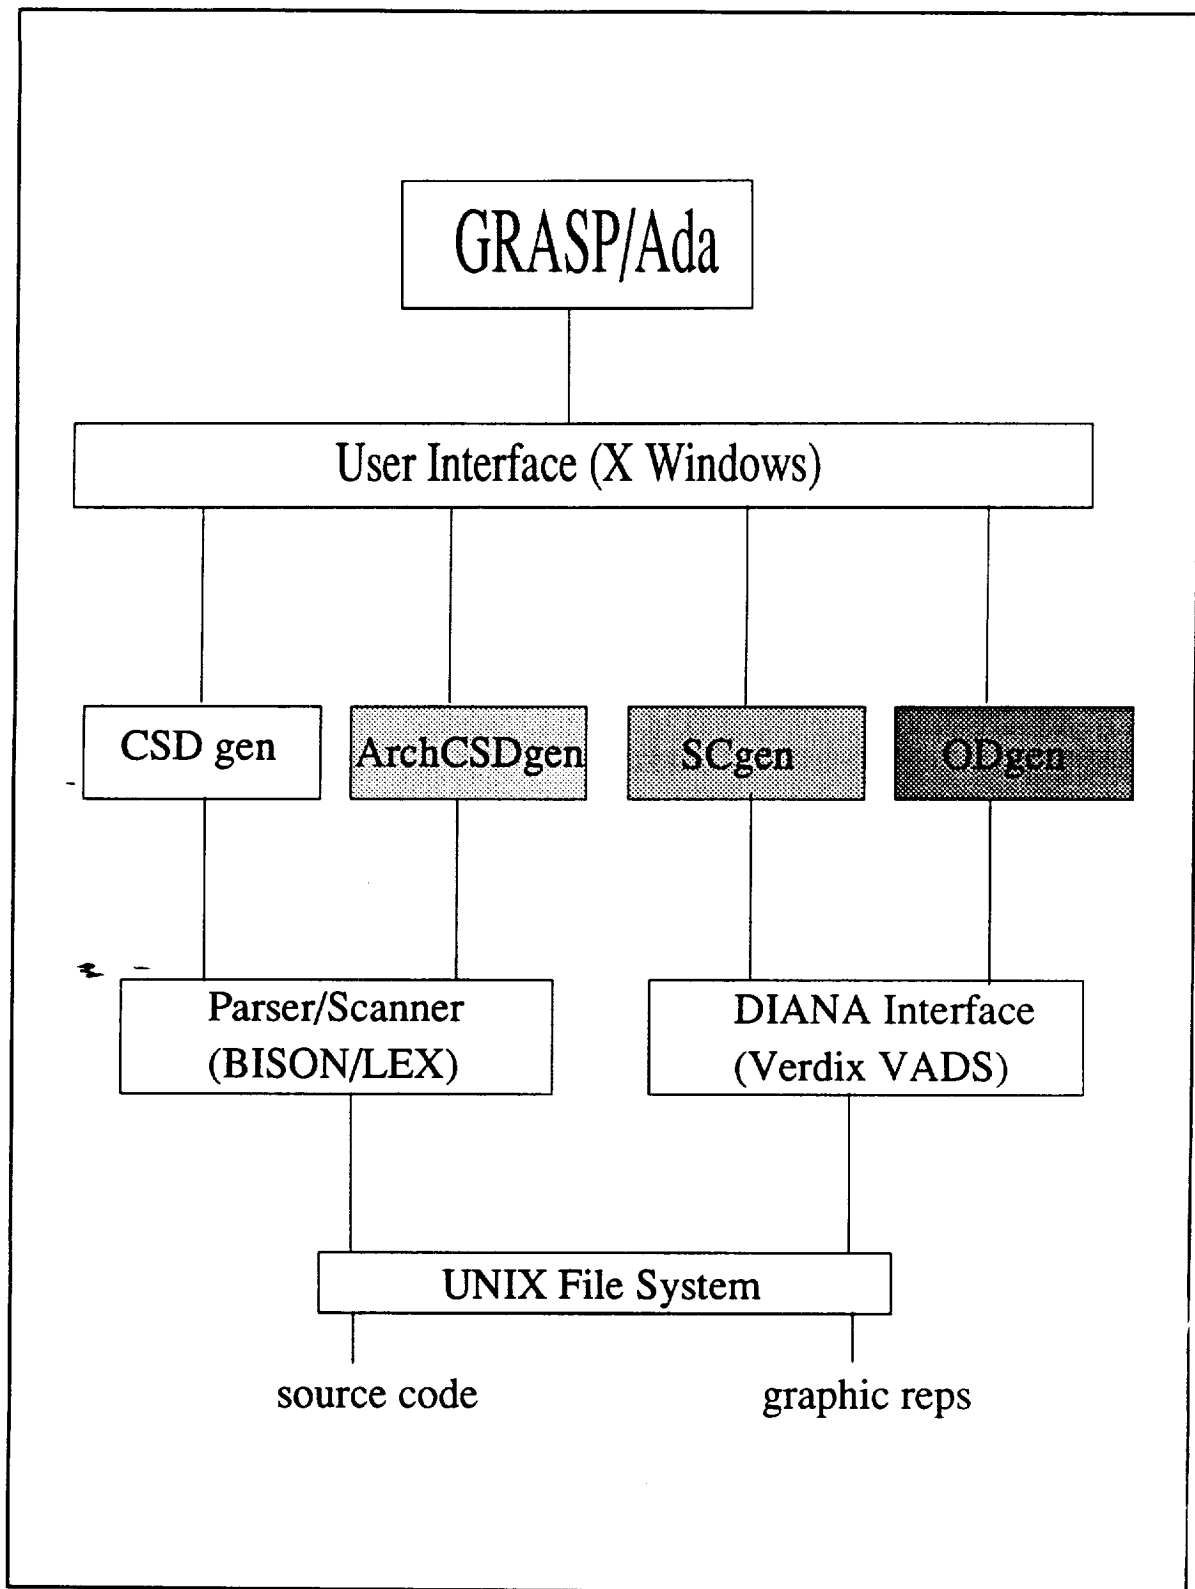 GRASP/Ada
User Interface (X Windows)
CSD gen
ArchCSDgen
SCgen
ODgen
Parser/Scanner
(BISON/LEX)
DIANA Interface
(Verdix VADS)
UNIX File System
source code
graphic reps